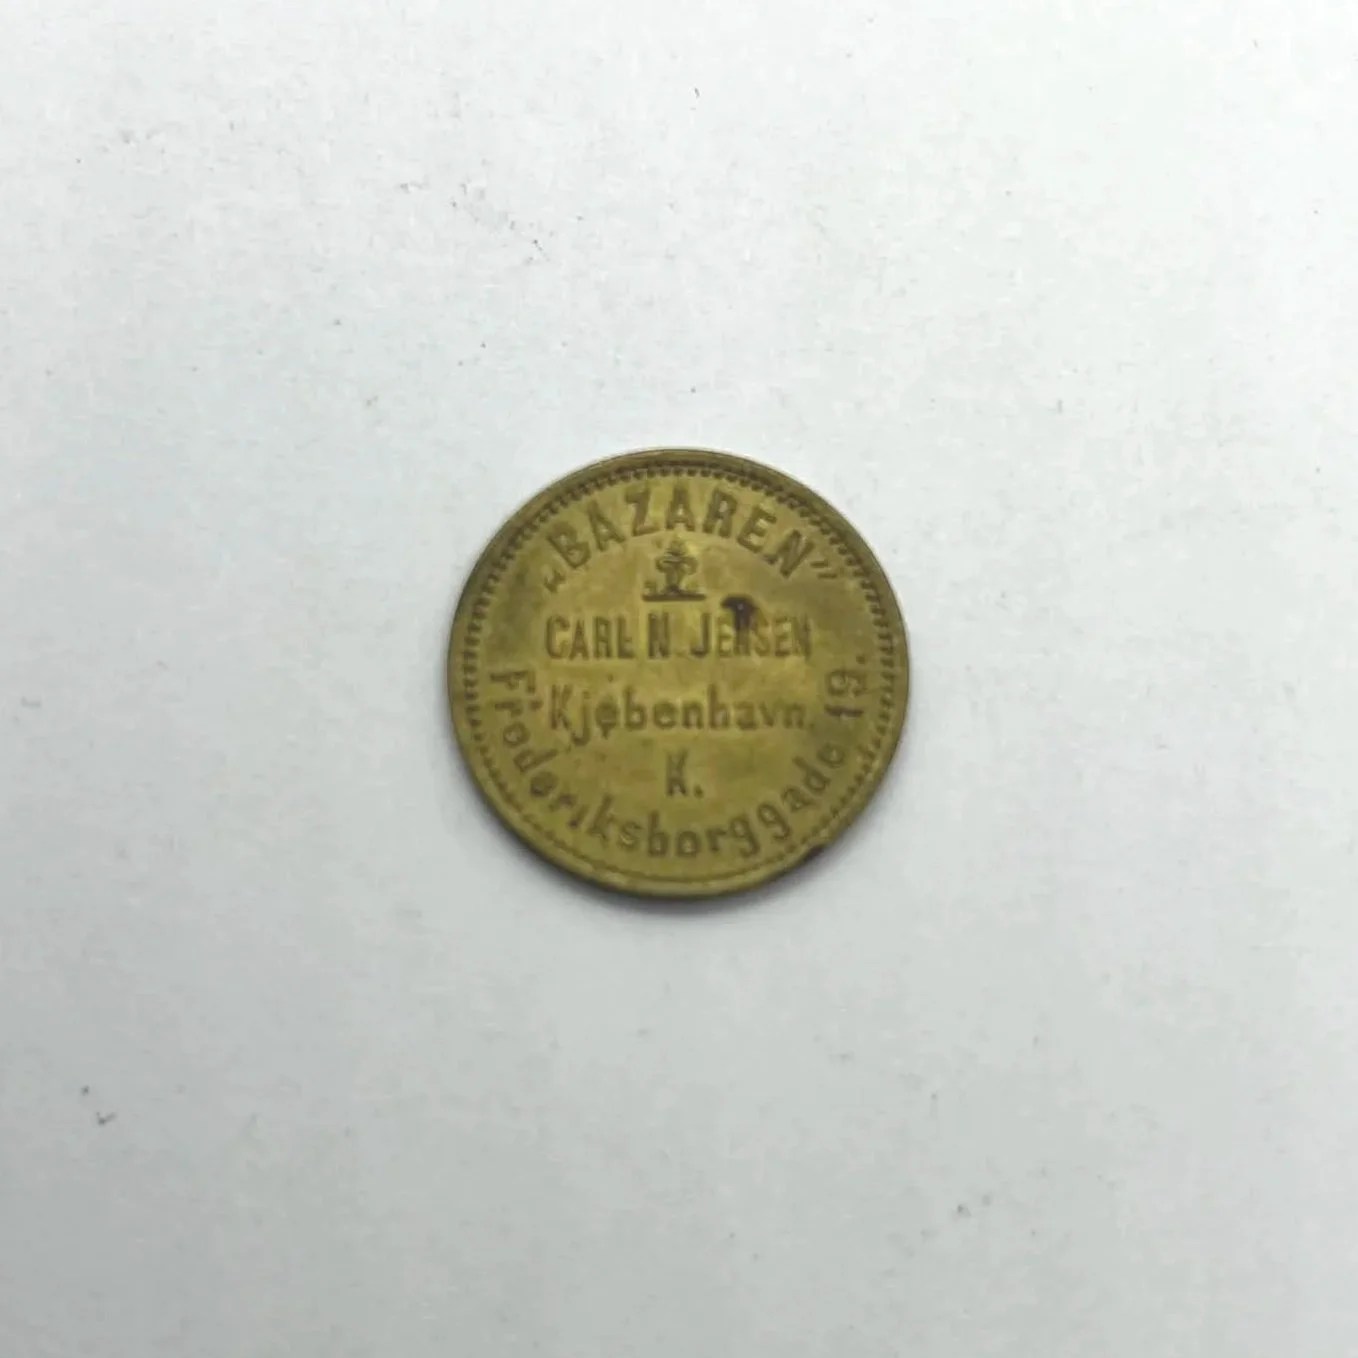 „BAZAREN”
CARL N. JENSEN
Kjøbenhavn.
K.
Frederiksborggade 19.